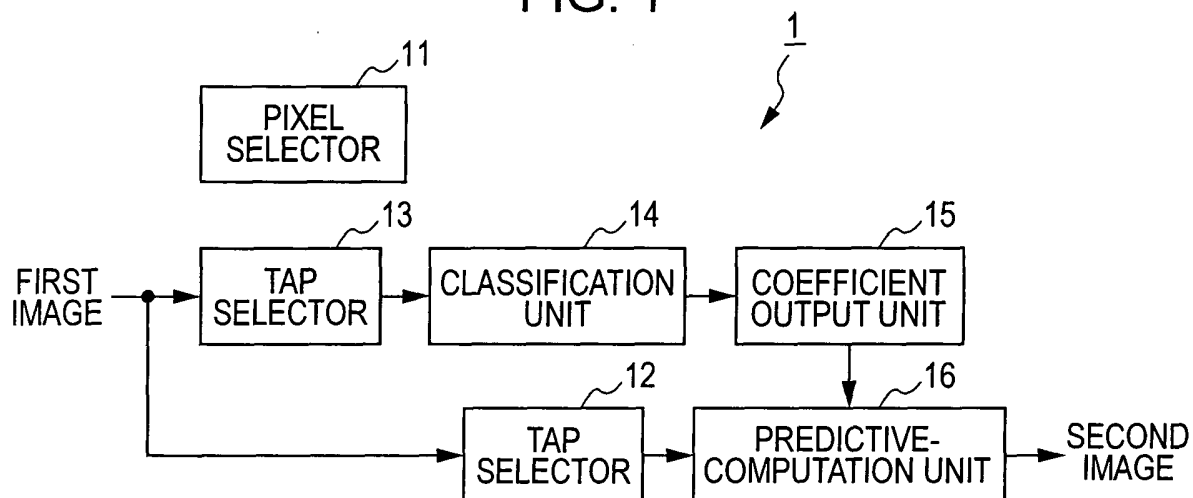 FIG. 1
1
11
PIXEL
SELECTOR
13
14
15
FIRST
IMAGE
TAP
SELECTOR
CLASSIFICATION
UNIT
COEFFICIENT
OUTPUT UNIT
12
16
TAP
SELECTOR
PREDICTIVE-
COMPUTATION UNIT
SECOND
IMAGE